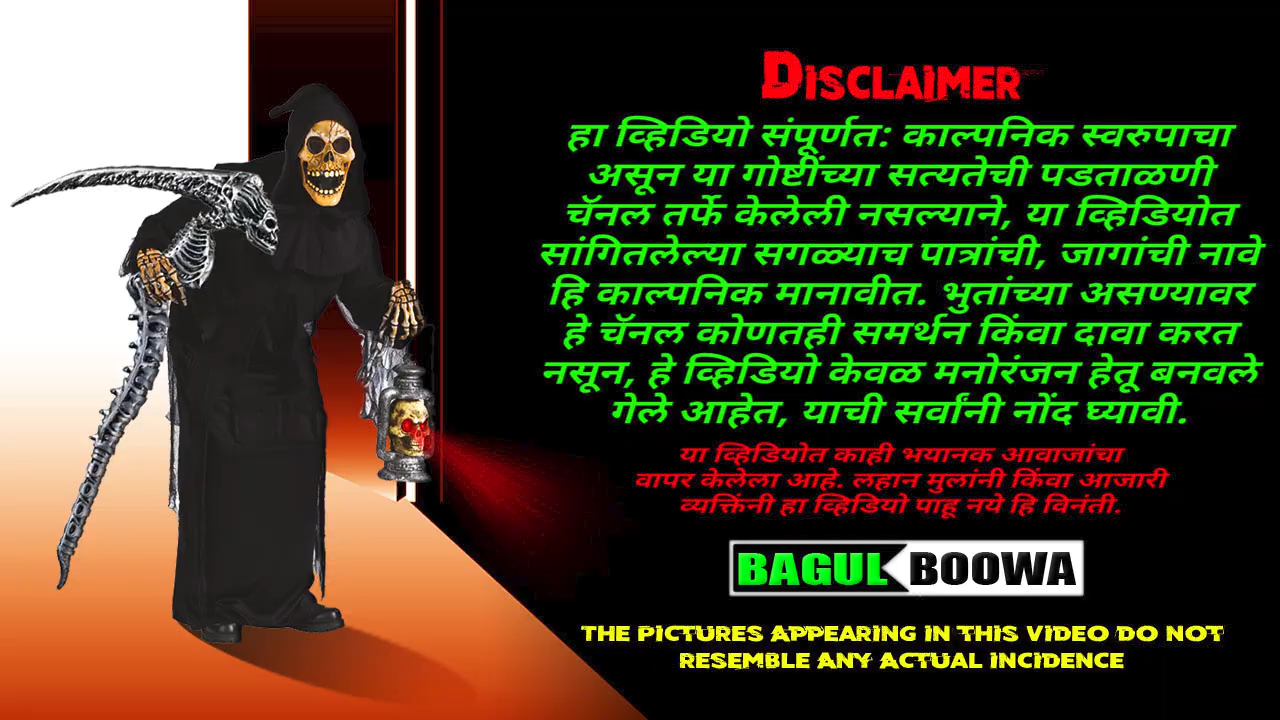 DISCLAIMER
हा व्हिडियो संपूर्णत: काल्पनिक स्वरुपाचा
असून या गोष्टींच्या सत्यतेची पडताळणी
चॅनल तर्फे केलेली नसल्याने, या व्हिडियोत
सांगितलेल्या सगळ्याच पात्रांची, जागांची नावे
हि काल्पनिक मानावीत. भुतांच्या असण्यावर
हे चॅनल कोणतही समर्थन किंवा दावा करत
नसून, हे व्हिडियो केवळ मनोरंजन हेतू बनवले
गेले आहेत, याची सर्वांनी नोंद घ्यावी.
या व्हिडियोत काही भयानक आवाजांचा
वापर केलेला आहे. लहान मुलांनी किंवा आजारी
व्यक्तिंनी हा व्हिडियो पाहू नये हि विनंती.
BAGUL BOOWA
THE PICTURES APPEARING IN THIS VIDEO DO NOT
RESEMBLE ANY ACTUAL INCIDENCE